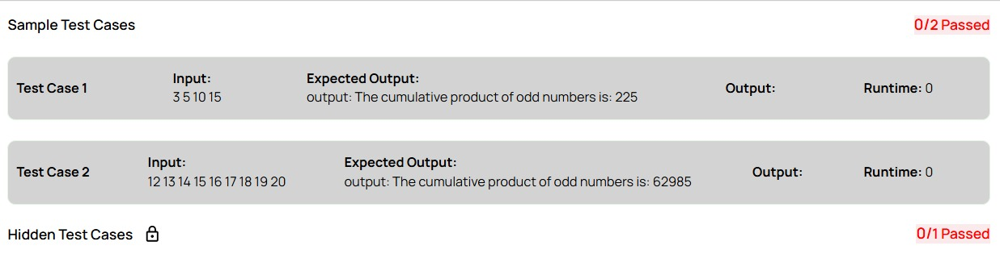 Sample Test Cases 0/2 Passed
Test Case 1 Input: Expected Output: Output: Runtime: 0
3 5 10 15 output: The cumulative product of odd numbers is: 225
Test Case 2 Input: Expected Output: Output: Runtime: 0
12 13 14 15 16 17 18 19 20 output: The cumulative product of odd numbers is: 62985
Hidden Test Cases 0/1 Passed